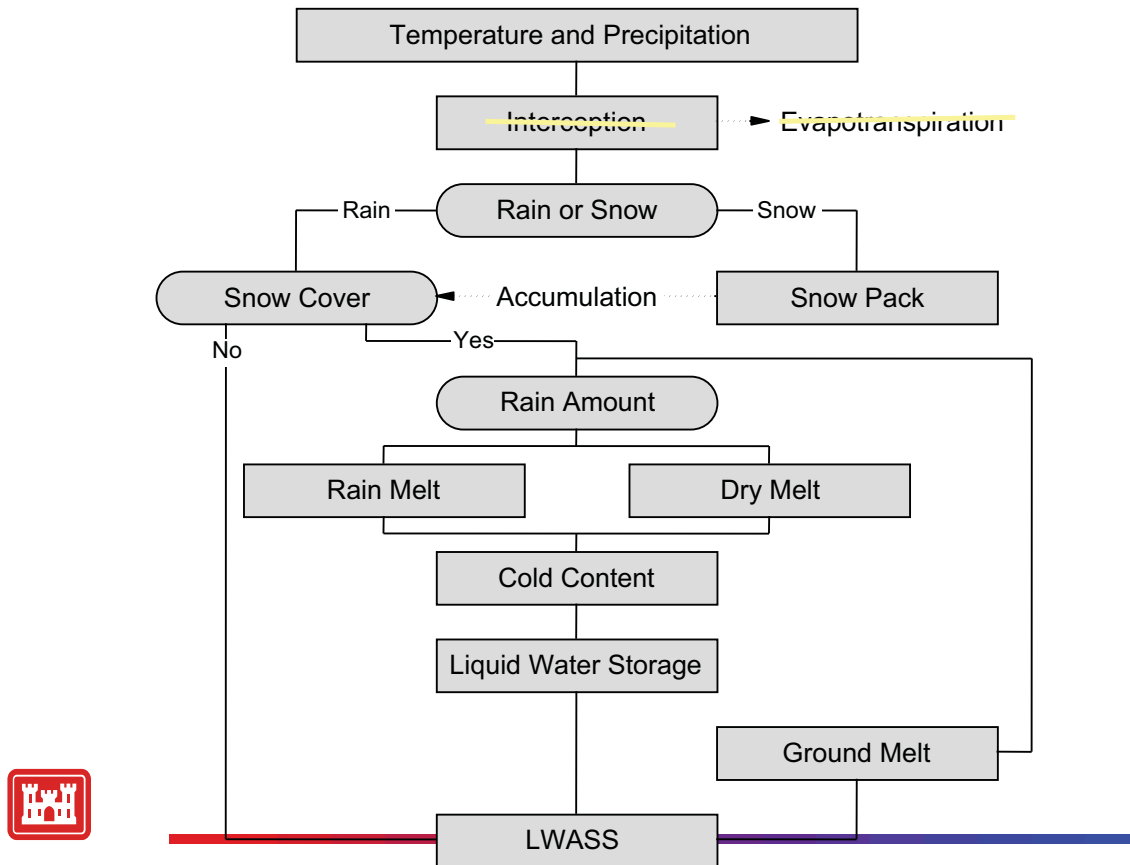 Temperature and Precipitation
Interception
Evapotranspiration
Rain
Rain or Snow
Snow
Snow Cover
Accumulation
Snow Pack
No
Yes
Rain Amount
Rain Melt
Dry Melt
Cold Content
Liquid Water Storage
Ground Melt
LWASS